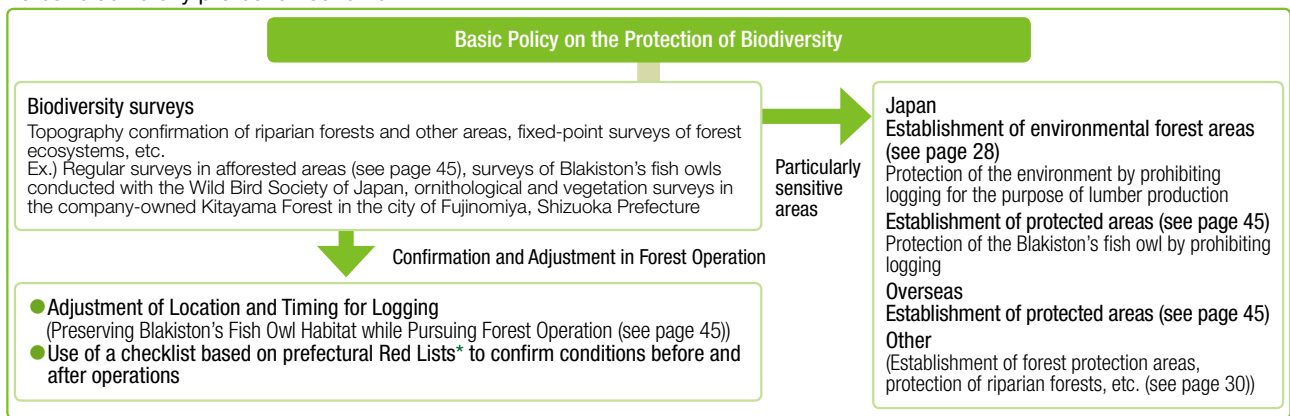 Basic Policy on the Protection of Biodiversity
Biodiversity surveys
Topography confirmation of riparian forests and other areas, fixed-point surveys of forest
ecosystems, etc.
Ex.) Regular surveys in afforested areas (see page 45), surveys of Blakiston's fish owls
conducted with the Wild Bird Society of Japan, ornithological and vegetation surveys in
the company-owned Kitayama Forest in the city of Fujinomiya, Shizuoka Prefecture
Particularly
sensitive
areas
Confirmation and Adjustment in Forest Operation
●Adjustment of Location and Timing for Logging
(Preserving Blakiston's Fish Owl Habitat while Pursuing Forest Operation (see page 45))
●Use of a checklist based on prefectural Red Lists* to confirm conditions before and
after operations
Japan
Establishment of environmental forest areas
(see page 28)
Protection of the environment by prohibiting
logging for the purpose of lumber production
Establishment of protected areas (see page 45)
Protection of the Blakiston's fish owl by prohibiting
logging
Overseas
Establishment of protected areas (see page 45)
Other
(Establishment of forest protection areas,
protection of riparian forests, etc. (see page 30))